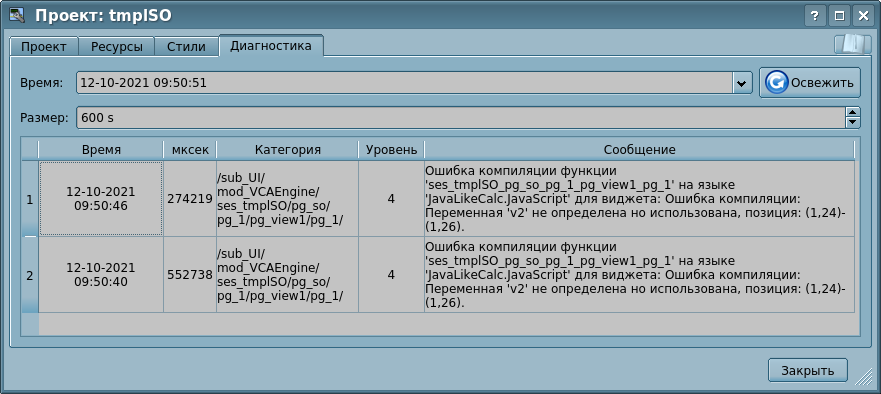 Проект: tmplSO
Проект Ресурсы Стили Диагностика
Время: 12-10-2021 09:50:51 Освежить
Размер: 600 s
Время мксек Категория Уровень Сообщение
1
12-10-2021
09:50:46
274219
/sub_UI/
mod_VCAEngine/
ses_tmplSO/pg_so/
pg_1/pg_view1/pg_1/
4
Ошибка компиляции функции
'ses_tmplSO_pg_so_pg_1_pg_view1_pg_1' на языке
'JavaLikeCalc.JavaScript' для виджета: Ошибка компиляции:
Переменная 'v2' не определена но использована, позиция: (1,24)-
(1,26).
2
12-10-2021
09:50:40
552738
/sub_UI/
mod_VCAEngine/
ses_tmplSO/pg_so/
pg_1/pg_view1/pg_1/
4
Ошибка компиляции функции
'ses_tmplSO_pg_so_pg_1_pg_view1_pg_1' на языке
'JavaLikeCalc.JavaScript' для виджета: Ошибка компиляции:
Переменная 'v2' не определена но использована, позиция: (1,24)-
(1,26).
Закрыть